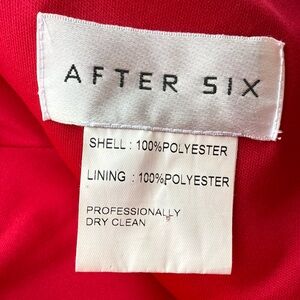 AFTER SIX
SHELL : 100%POLYESTER
LINING : 100%POLYESTER
PROFESSIONALLY
DRY CLEAN